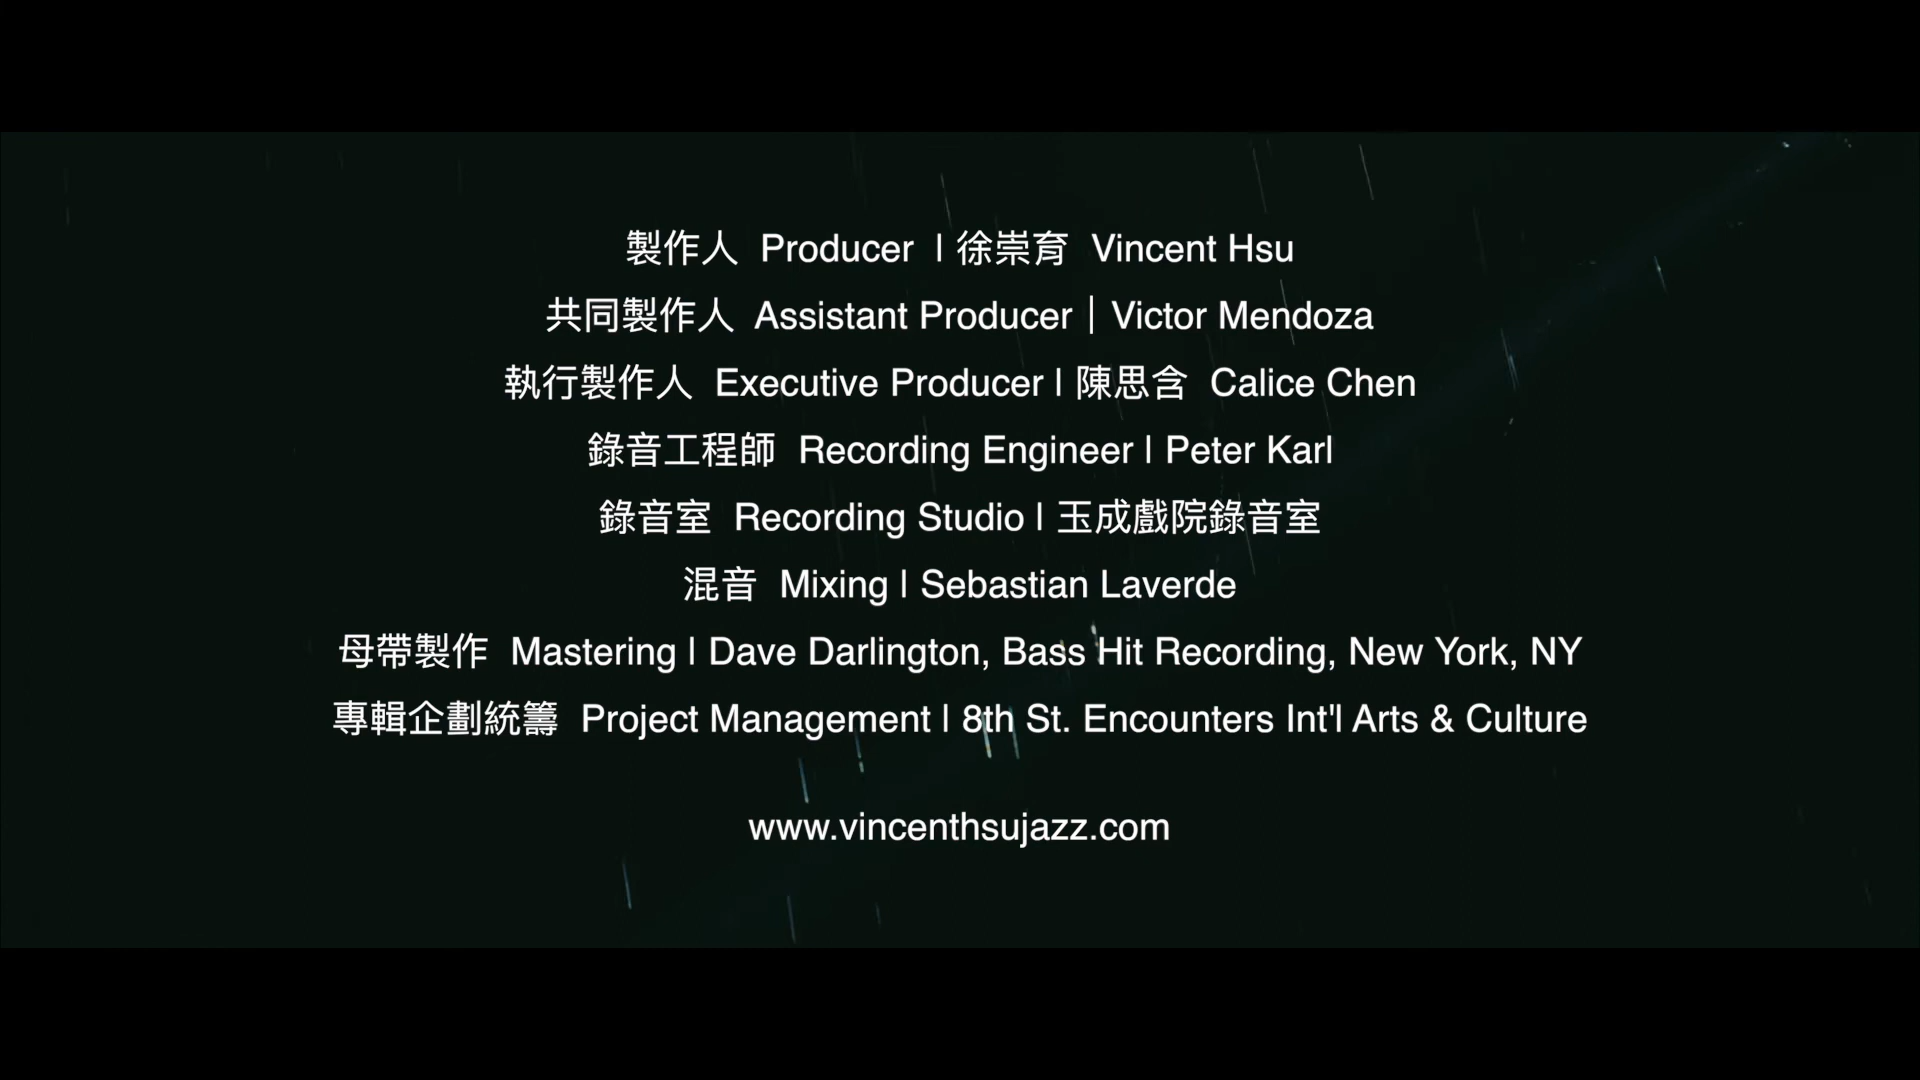 製作人 Producer | 徐崇育 Vincent Hsu
共同製作人 Assistant Producer｜Victor Mendoza
執行製作人 Executive Producer | 陳思含 Calice Chen
錄音工程師 Recording Engineer | Peter Karl
錄音室 Recording Studio | 玉成戲院錄音室
混音 Mixing | Sebastian Laverde
母帶製作 Mastering | Dave Darlington, Bass Hit Recording, New York, NY
專輯企劃統籌 Project Management | 8th St. Encounters Int'l Arts & Culture
www.vincenthsujazz.com